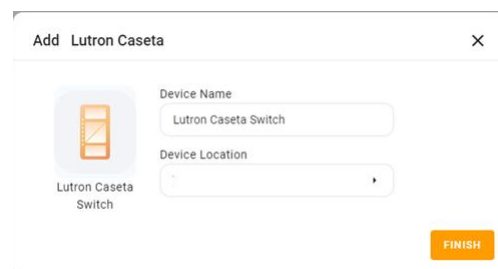 Add Lutron Caseta
Device Name
Lutron Caseta Switch
Device Location
Lutron Caseta
Switch
FINISH